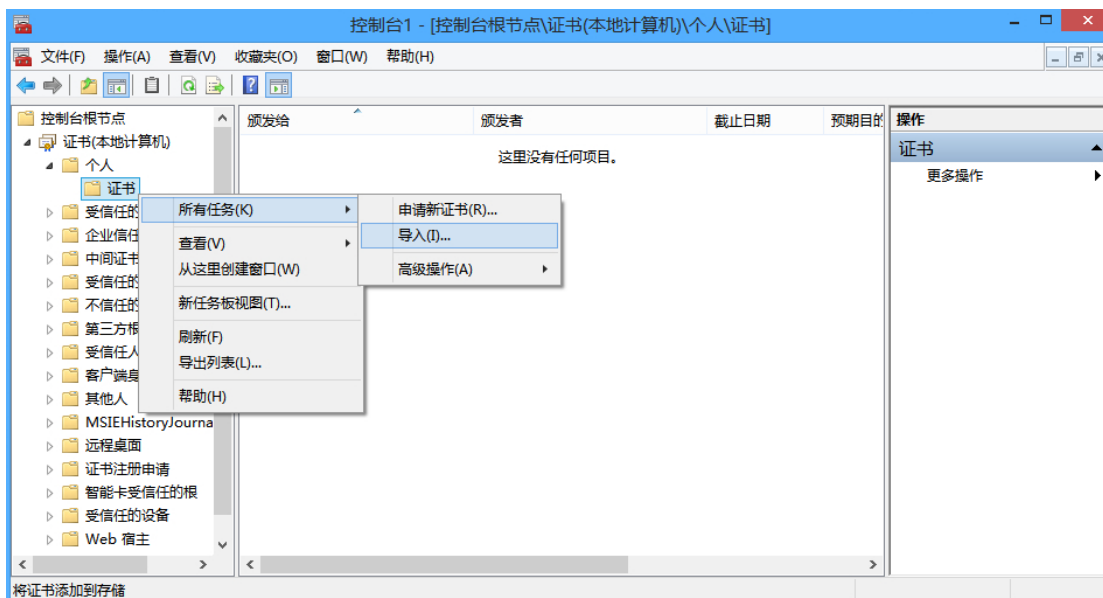 控制台1 - [控制台根节点\证书(本地计算机)\个人\证书]
文件(F) 操作(A) 查看(V) 收藏夹(O) 窗口(W) 帮助(H)
控制台根节点
证书(本地计算机)
个人
证书
受信任的
企业信任
中间证书
受信任的
不信任的
第三方根
受信任人
客户端身
其他人
MSIEHistoryJourna
远程桌面
证书注册申请
智能卡受信任的根
受信任的设备
Web 宿主
所有任务(K)
查看(V)
从这里创建窗口(W)
新任务板视图(T)...
刷新(F)
导出列表(L)...
帮助(H)
申请新证书(R)...
导入(I)...
高级操作(A)
颁发给 颁发者 截止日期 预期目的
这里没有任何项目。
操作
证书
更多操作
将证书添加到存储